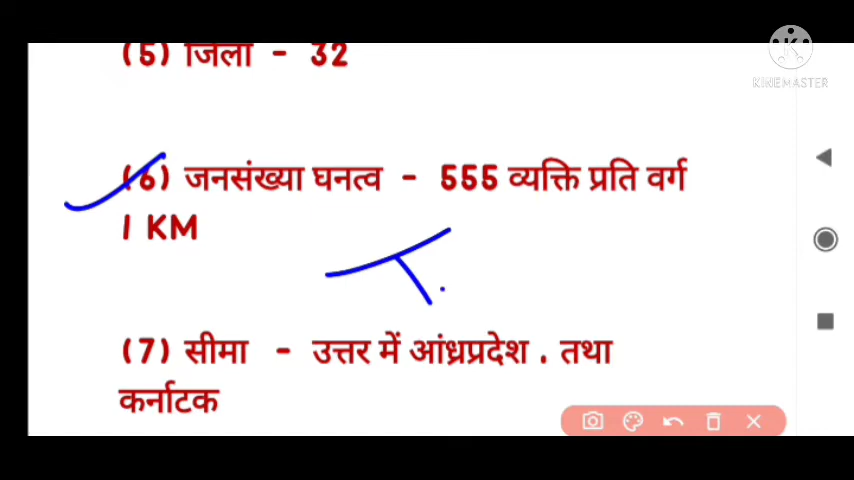 (5) जिला - 32
KINEMASTER
(6) जनसंख्या घनत्व - 555 व्यक्ति प्रति वर्ग
1 KM
(7) सीमा - उत्तर में आंध्रप्रदेश . तथा
कर्नाटक